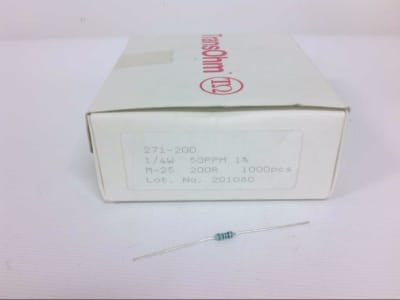 TransOhm
271-200
1/4W 50PPM 1%
M-25 200R 1000pcs
Lot. No. 201080